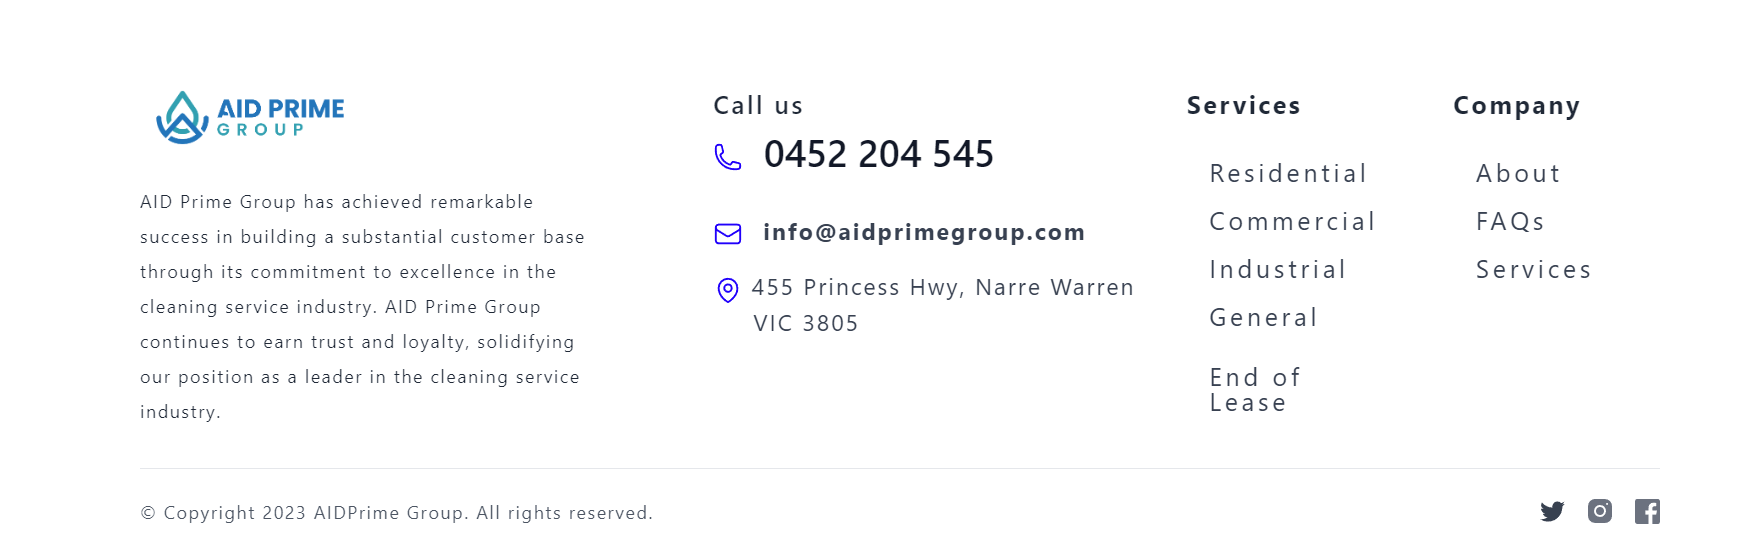 AID PRIME
GROUP
AID Prime Group has achieved remarkable
success in building a substantial customer base
through its commitment to excellence in the
cleaning service industry. AID Prime Group
continues to earn trust and loyalty, solidifying
our position as a leader in the cleaning service
industry.
Call us
0452 204 545
info@aidprimegroup.com
455 Princess Hwy, Narre Warren
VIC 3805
Services
Residential
Commercial
Industrial
General
End of
Lease
Company
About
FAQs
Services
© Copyright 2023 AIDPrime Group. All rights reserved.